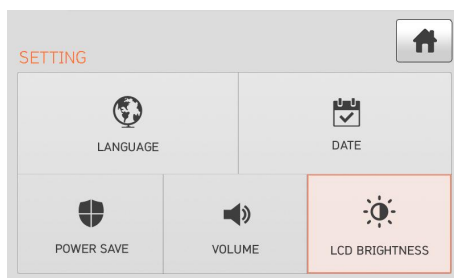 SETTING
LANGUAGE
DATE
POWER SAVE
VOLUME
LCD BRIGHTNESS